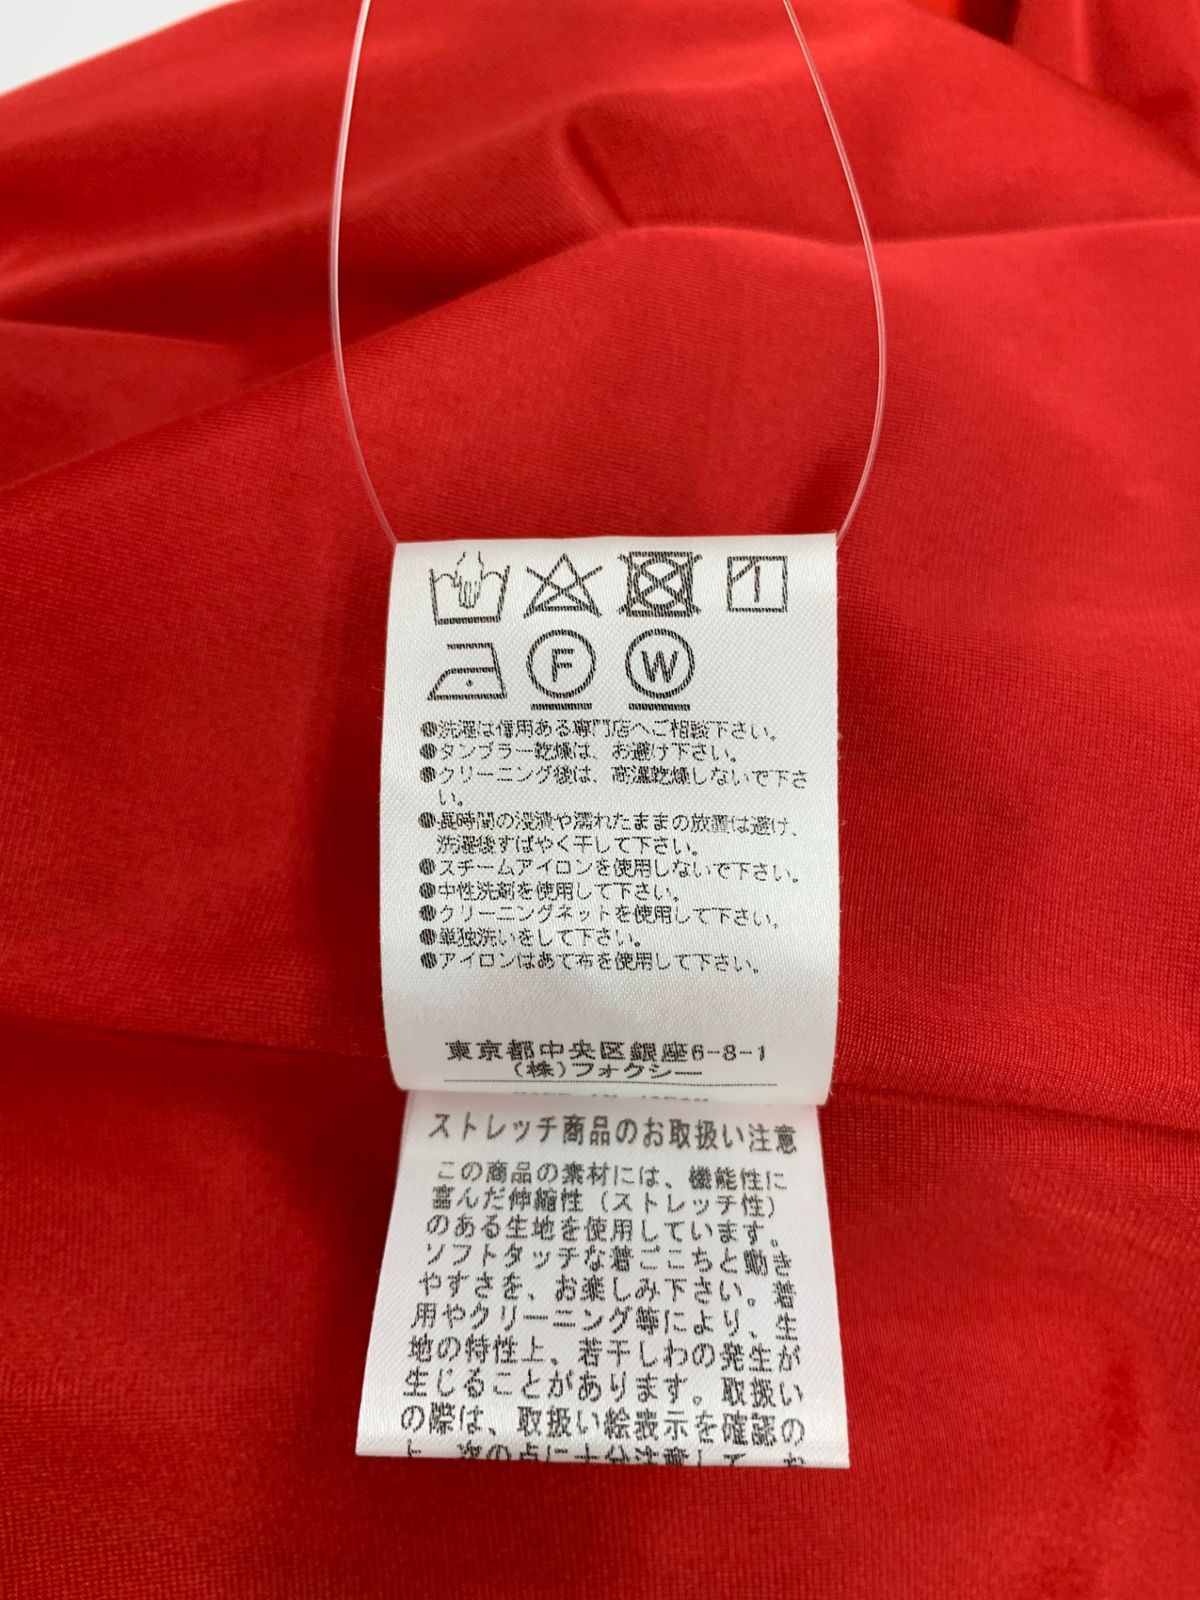 F W
●洗濯は信用ある専門店へご相談下さい。
●タンブラー乾燥は、お避け下さい。
●クリーニング後は、高温乾燥しないで下さ
い。
●長時間の浸漬や濡れたままの放置は避け、
洗濯後すばやく干して下さい。
●スチームアイロンを使用しないで下さい。
●中性洗剤を使用して下さい。
●クリーニングネットを使用して下さい。
●単独洗いをして下さい。
●アイロンはあて布を使用して下さい。
東京都中央区銀座6-8-1
(株)フォクシー
MADE IN JAPAN
ストレッチ商品のお取扱い注意
この商品の素材には、機能性に
富んだ伸縮性(ストレッチ性)
のある生地を使用しています。
ソフトタッチな着ごこちと動き
やすさを、お楽しみ下さい。着
用やクリーニング等により、生
地の特性上、若干しわの発生が
生じることがあります。取扱い
の際は、取扱い絵表示を確認の
上、次の点に十分注意して、お